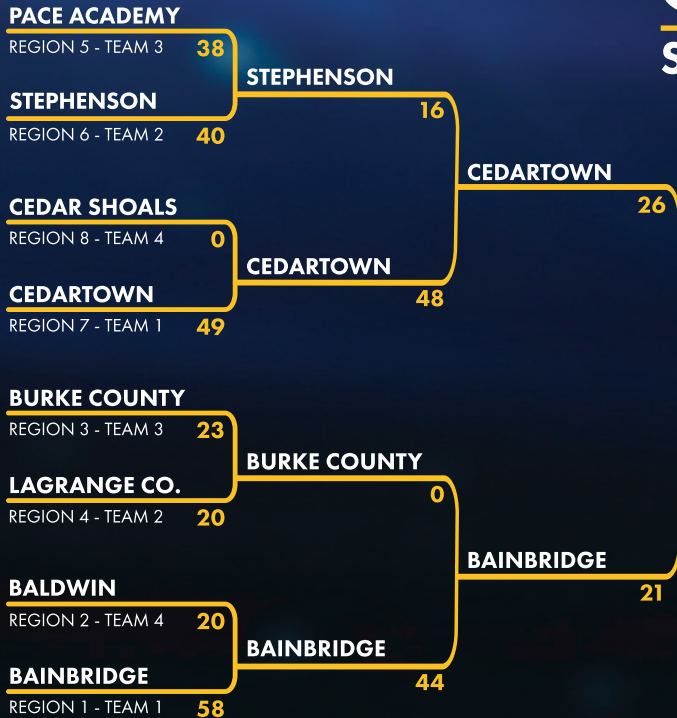 PACE ACADEMY
REGION 5 - TEAM 3 38
STEPHENSON
REGION 6 - TEAM 2 40
CEDAR SHOALS
REGION 8 - TEAM 4 0
CEDARTOWN
REGION 7 - TEAM 1 49
BURKE COUNTY
REGION 3 - TEAM 3 23
LAGRANGE CO.
REGION 4 - TEAM 2 20
BALDWIN
REGION 2 - TEAM 4 20
BAINBRIDGE
REGION 1 - TEAM 1 58
STEPHENSON
16
CEDARTOWN
48
BURKE COUNTY
0
BAINBRIDGE
44
CEDARTOWN
26
BAINBRIDGE
21